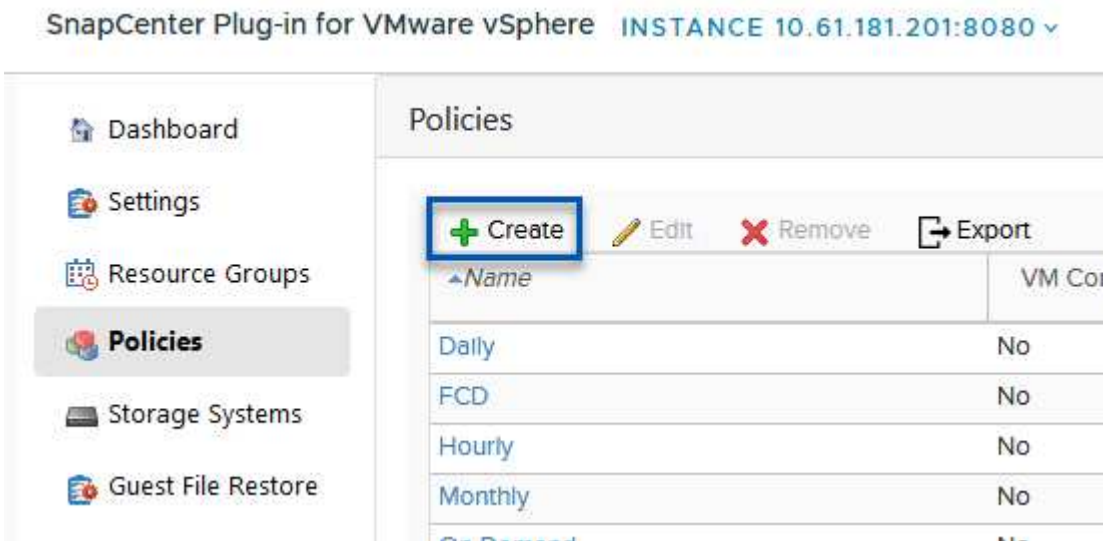 SnapCenter Plug-in for VMware vSphere INSTANCE 10.61.181.201:8080
Dashboard
Settings
Resource Groups
Policies
Storage Systems
Guest File Restore
Policies
Create Edit Remove Export
Name VM
Daily No
FCD No
Hourly No
Monthly No